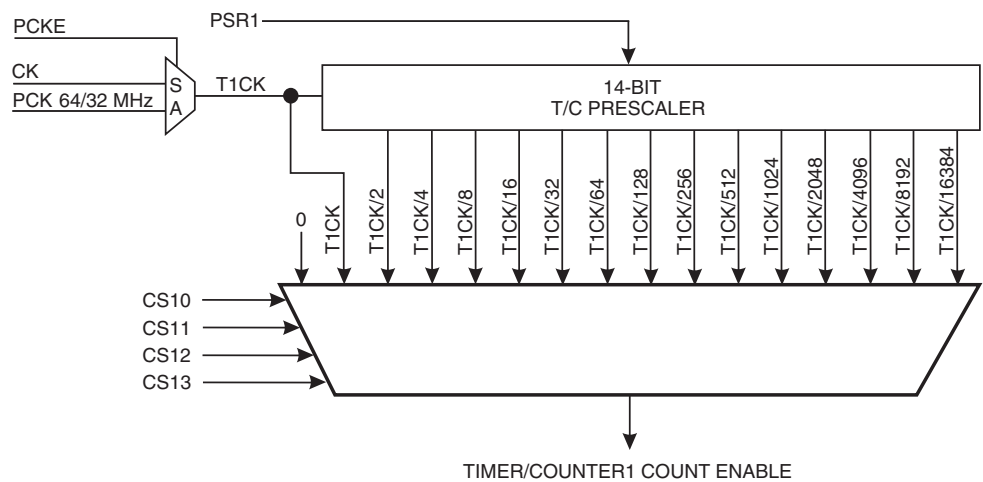 PCKE
PSR1
CK
PCK 64/32 MHz
S
A
T1CK
14-BIT
T/C PRESCALER
0
T1CK
T1CK/2
T1CK/4
T1CK/8
T1CK/16
T1CK/32
T1CK/64
T1CK/128
T1CK/256
T1CK/512
T1CK/1024
T1CK/2048
T1CK/4096
T1CK/8192
T1CK/16384
CS10
CS11
CS12
CS13
TIMER/COUNTER1 COUNT ENABLE